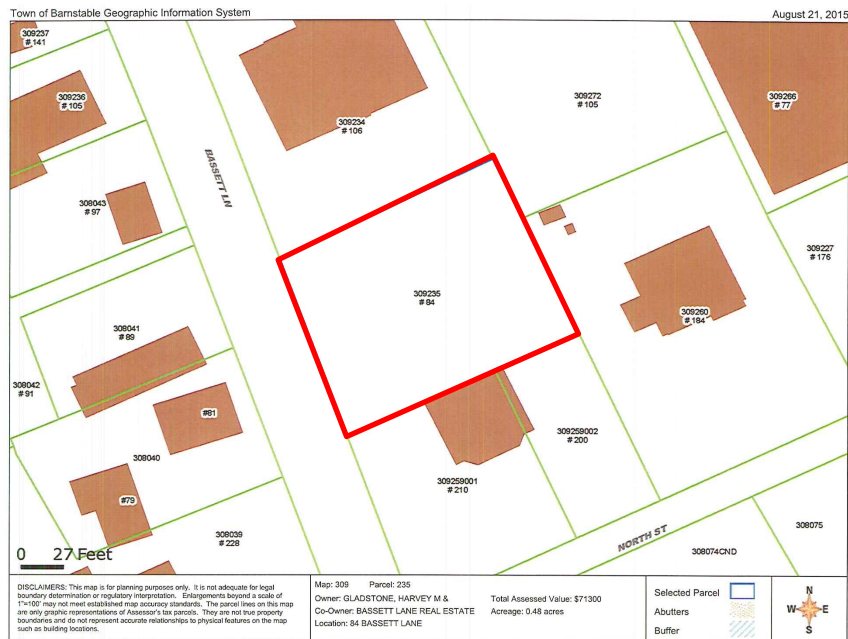 Town of Barnstable Geographic Information System
August 21, 2015
309237
# 141
309236
# 105
309234
# 106
309272
# 105
309266
# 77
BASSETT LN
308043
# 97
309227
# 176
309235
# 84
309260
# 184
308041
# 89
308042
# 91
#81
309259002
# 200
308040
309259001
# 210
#79
308039
# 228
NORTH ST
308074CND
308075
0 27 Feet
DISCLAIMERS: This map is for planning purposes only. It is not adequate for legal
boundary determination or regulatory interpretation. Enlargements beyond a scale of
1"=100' may not meet established map accuracy standards. The parcel lines on this map
are only graphic representations of Assessor's tax parcels. They are not true property
boundaries and do not represent accurate relationships to physical features on the map
such as building locations.
Map: 309 Parcel: 235
Owner: GLADSTONE, HARVEY M &
Co-Owner: BASSETT LANE REAL ESTATE
Location: 84 BASSETT LANE
Total Assessed Value: $71300
Acreage: 0.48 acres
Selected Parcel
Abutters
Buffer
N
W E
S